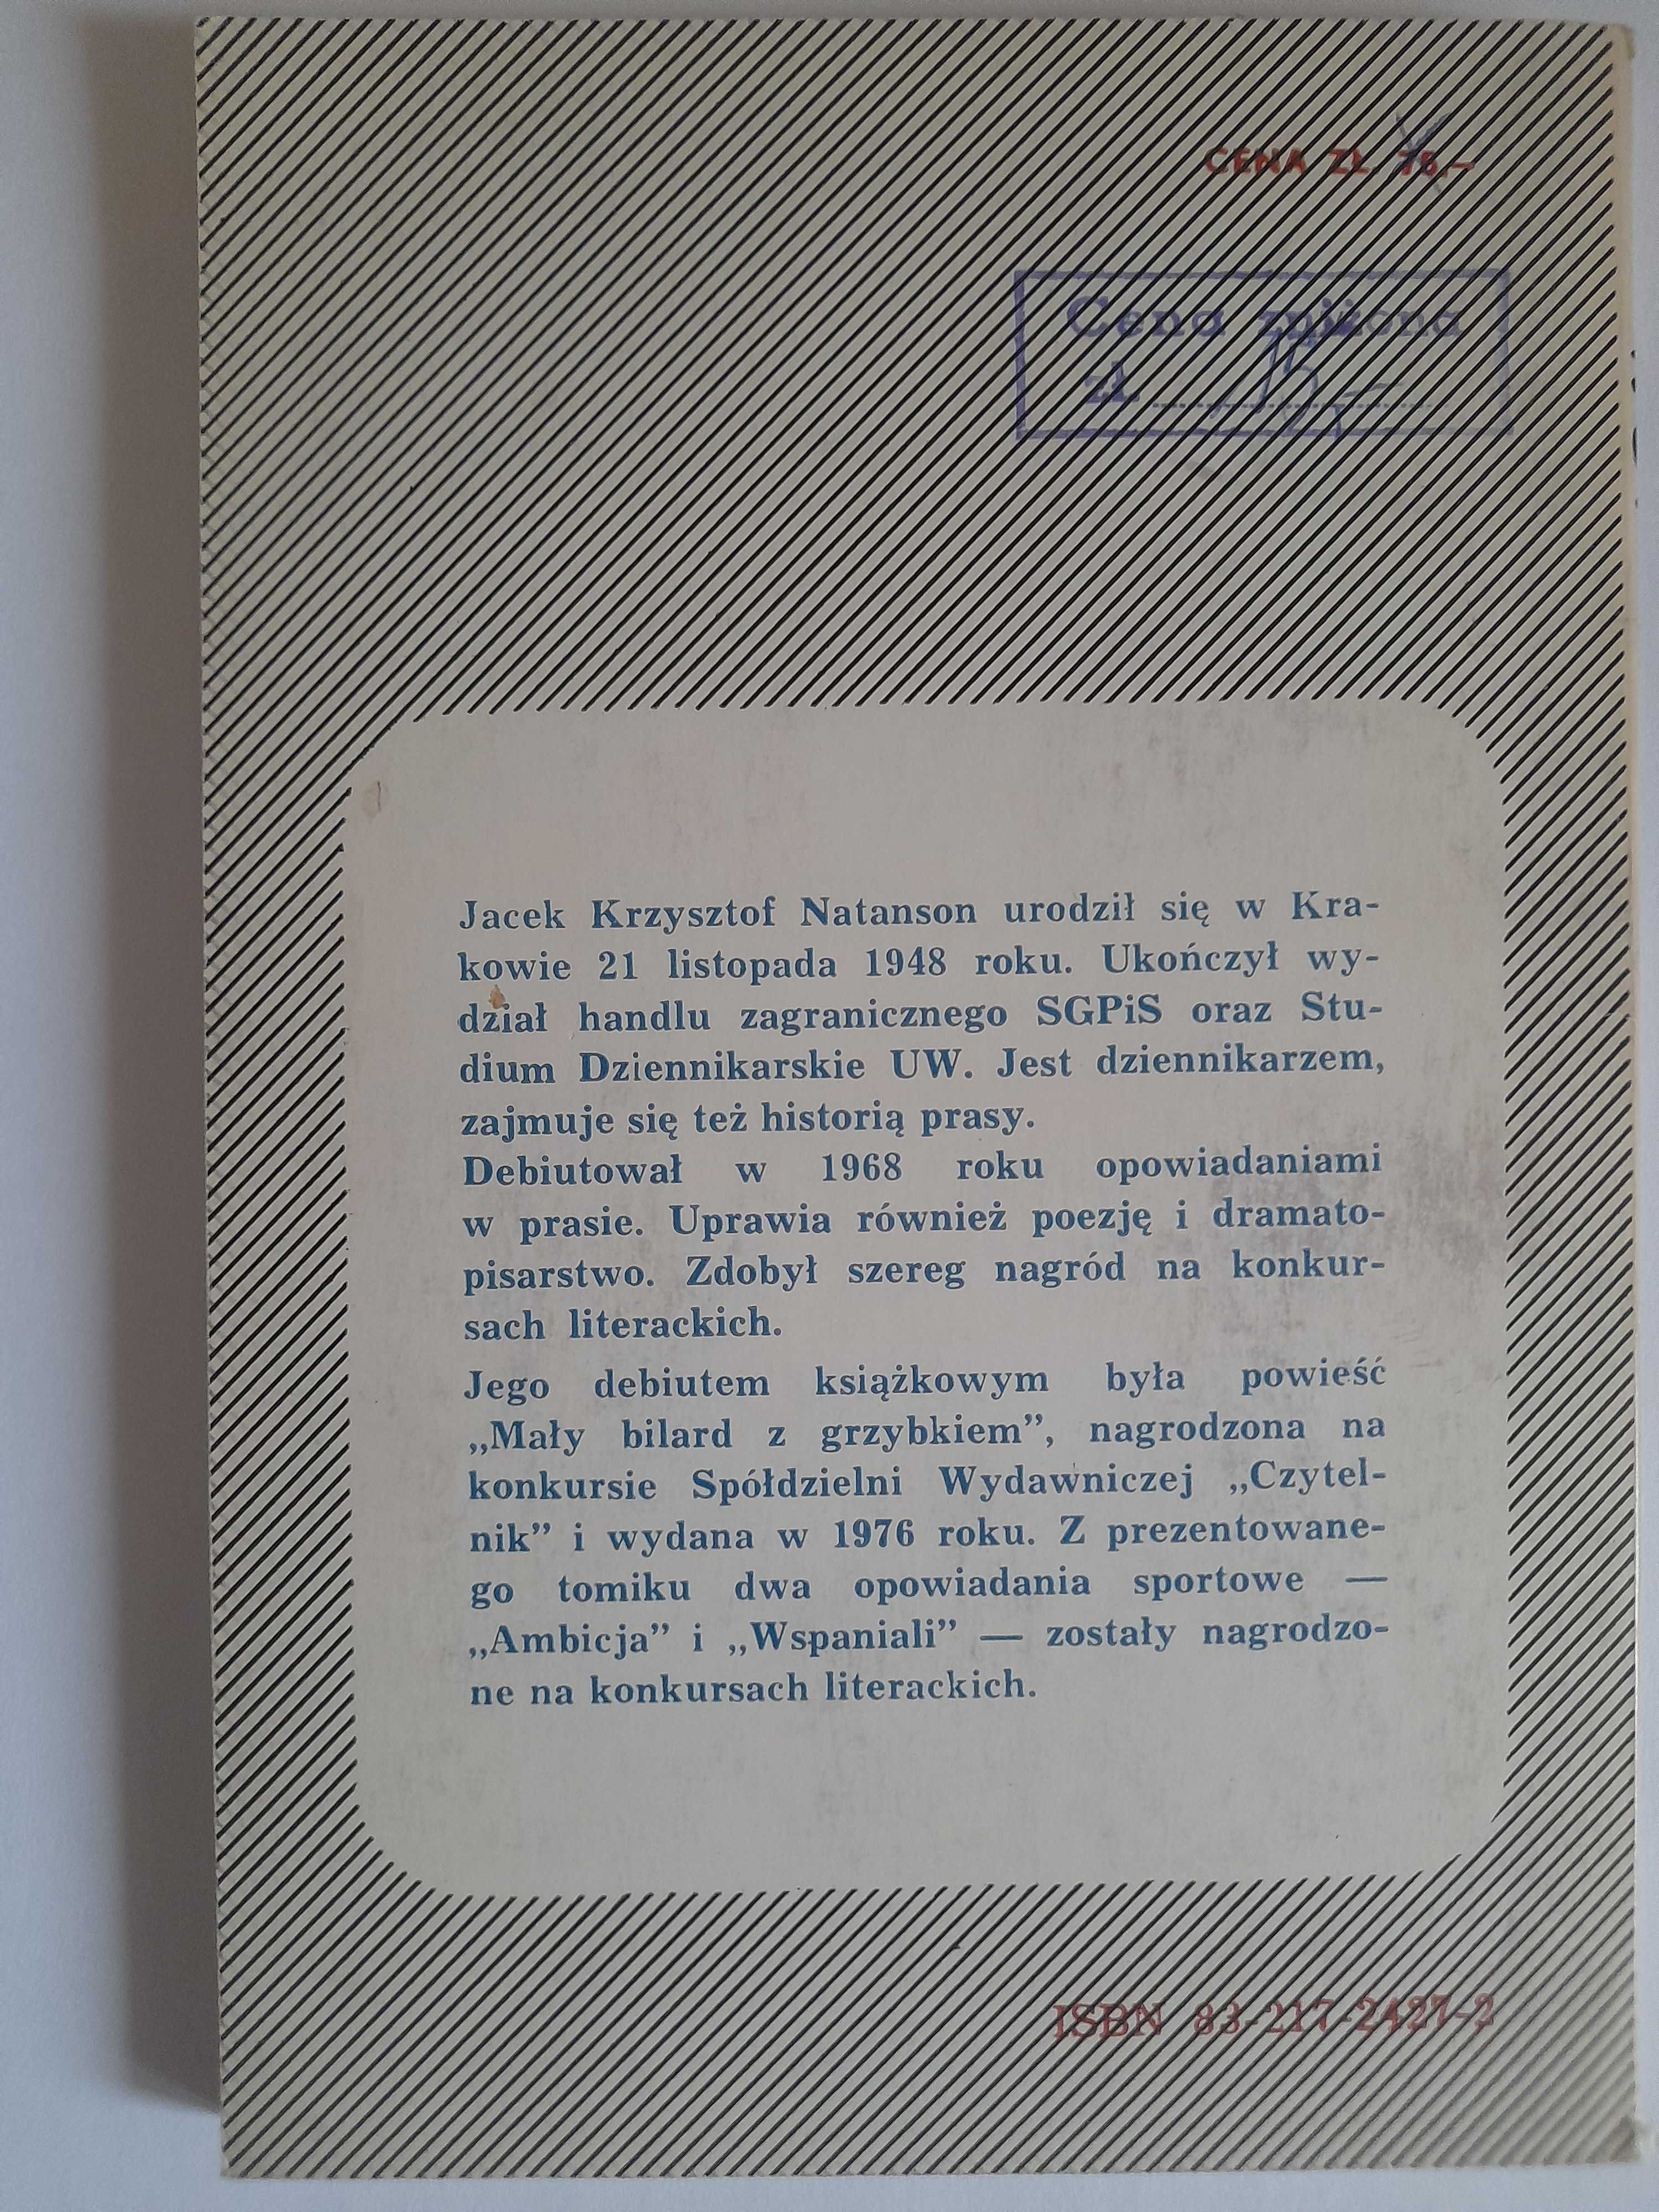 CENA ZŁ 75,-
Cena zniżona
zł
Jacek Krzysztof Natanson urodził się w Kra-
kowie 21 listopada 1948 roku. Ukończył wy-
dział handlu zagranicznego SGPiS oraz Stu-
dium Dziennikarskie UW. Jest dziennikarzem,
zajmuje się też historią prasy.
Debiutował w 1968 roku opowiadaniami
w prasie. Uprawia również poezję i dramato-
pisarstwo. Zdobył szereg nagród na konkur-
sach literackich.
Jego debiutem książkowym była powieść
„Mały bilard z grzybkiem”, nagrodzona na
konkursie Spółdzielni Wydawniczej „Czytel-
nik” i wydana w 1976 roku. Z prezentowane-
go tomiku dwa opowiadania sportowe —
„Ambicja” i „Wspaniali” — zostały nagrodzo-
ne na konkursach literackich.
ISBN 83-217-2427-2